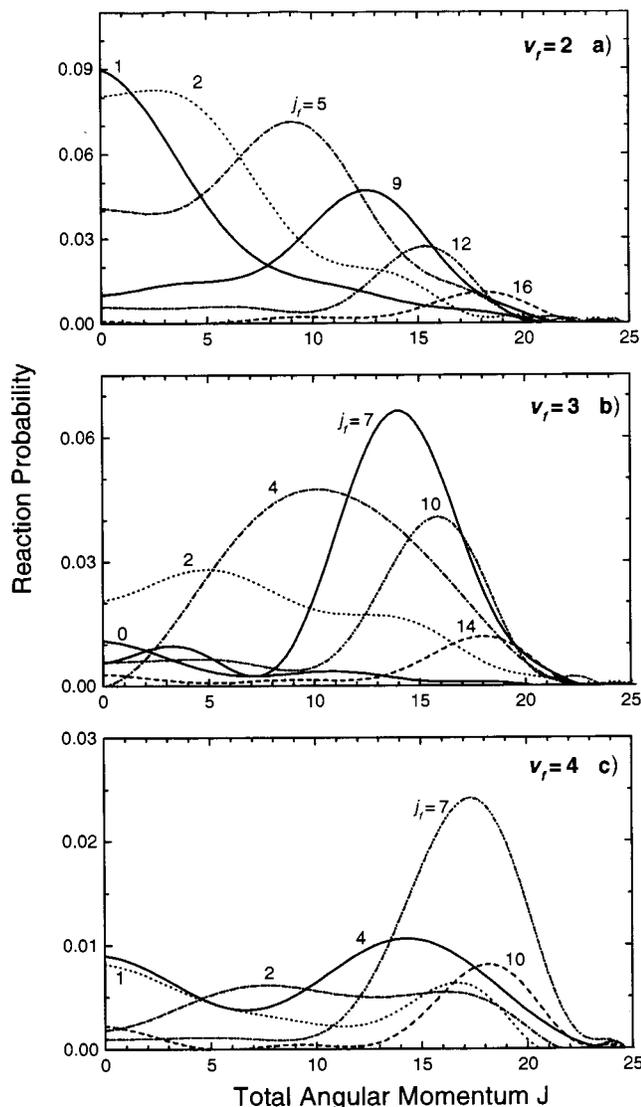 v_f=2 a)
0.09
1
2
j_f=5
0.06
9
0.03
12
16
0.00
0 5 10 15 20 25
Reaction Probability
v_f=3 b)
j_f=7
0.06
4
10
0.03
2
0
14
0.00
0 5 10 15 20 25
0.03
v_f=4 c)
j_f=7
0.02
4
0.01
2
10
1
0.00
0 5 10 15 20 25
Total Angular Momentum J